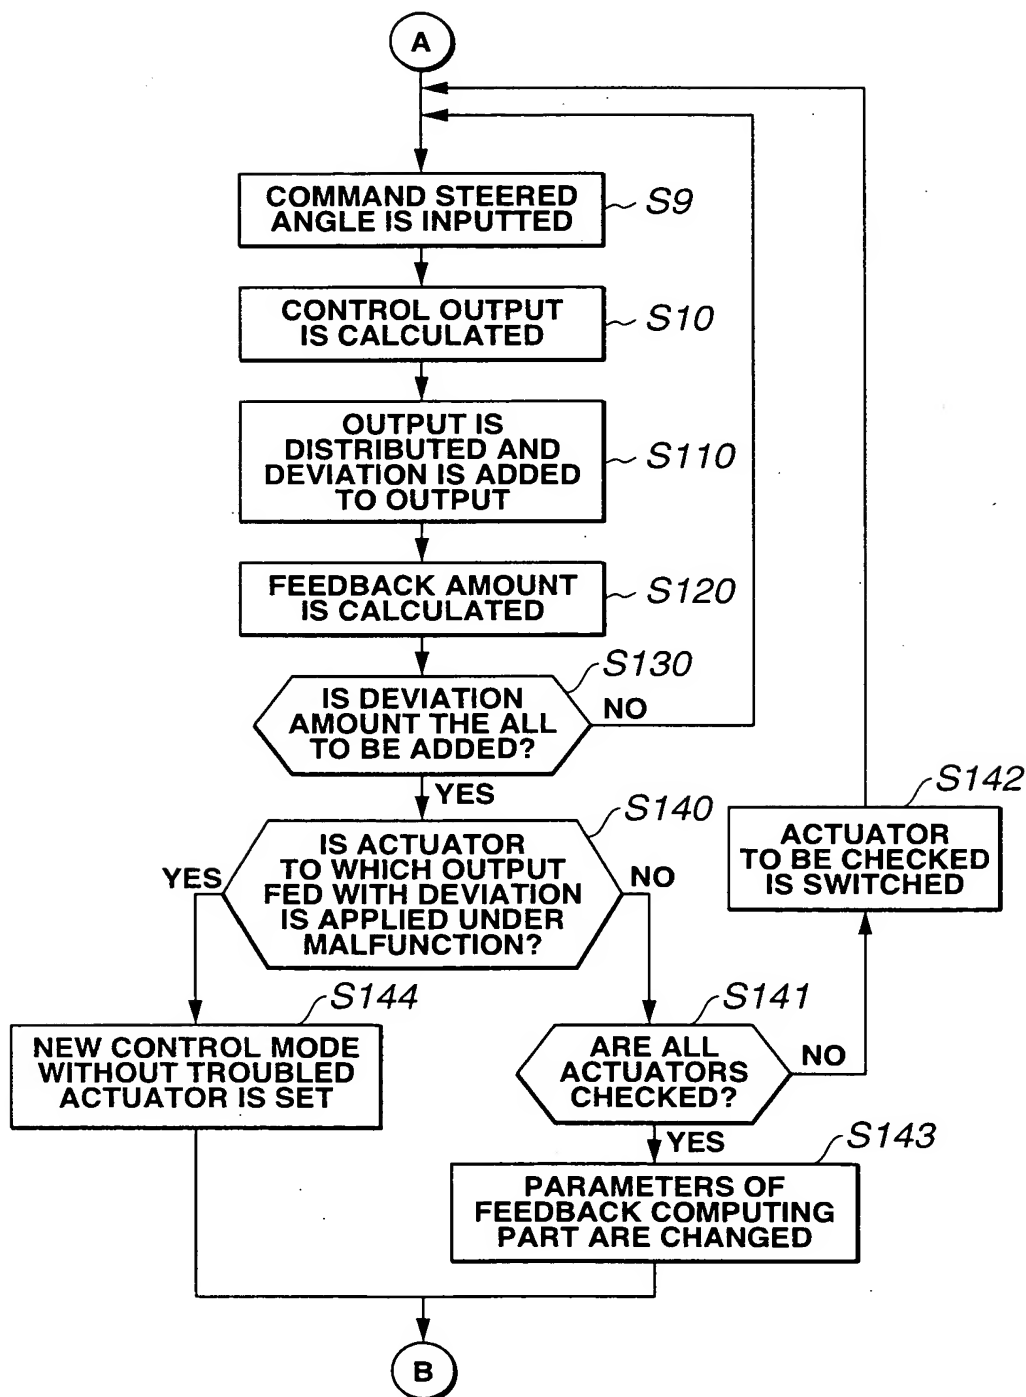 A
COMMAND STEERED
ANGLE IS INPUTTED
S9
CONTROL OUTPUT
IS CALCULATED
S10
OUTPUT IS
DISTRIBUTED AND
DEVIATION IS ADDED
TO OUTPUT
S110
FEEDBACK AMOUNT
IS CALCULATED
S120
S130
IS DEVIATION
AMOUNT THE ALL
TO BE ADDED?
NO
YES
S140
IS ACTUATOR
TO WHICH OUTPUT
FED WITH DEVIATION
IS APPLIED UNDER
MALFUNCTION?
YES
NO
S142
ACTUATOR
TO BE CHECKED
IS SWITCHED
S144
NEW CONTROL MODE
WITHOUT TROUBLED
ACTUATOR IS SET
S141
ARE ALL
ACTUATORS
CHECKED?
NO
YES
S143
PARAMETERS OF
FEEDBACK COMPUTING
PART ARE CHANGED
B